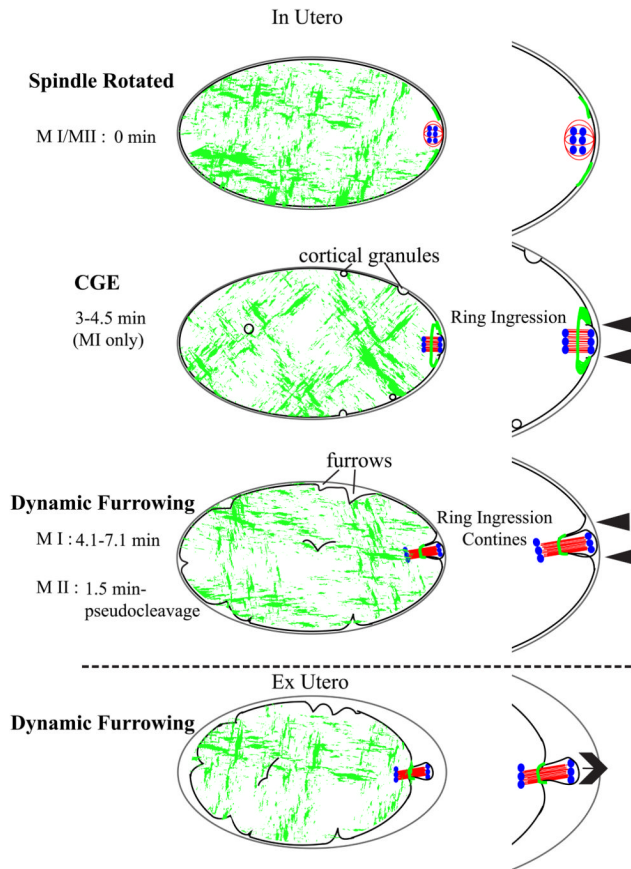 In Utero
Spindle Rotated
M I/MII : 0 min
cortical granules
CGE
3-4.5 min
(MI only)
Ring Ingression
furrows
Dynamic Furrowing
M I : 4.1-7.1 min
M II : 1.5 min-
pseudocleavage
Ring Ingression
Contines
Ex Utero
Dynamic Furrowing